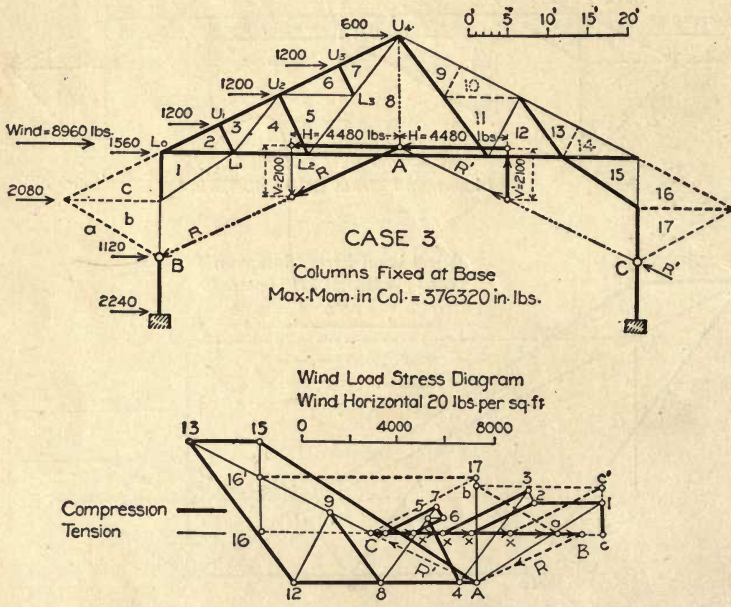 600
U4
0 5' 10' 20'
1200
U3
7
9
10
1200
U2
6
8
L3
5
11
12
1200
U1
3
4
H= 4480 lbs. H'= 4480 lbs
13
14
Wind=8960 lbs.
1560
L0
2
L1
L2
A
1
V=2100
V=2100
15
R
R'
2080
c
b
a
16
17
R
1120
B
CASE 3
C
R'
Columns Fixed at Base
Max. Mom. in Col. = 376320 in. lbs.
2240
Wind Load Stress Diagram
Wind Horizontal 20 lbs. per sq. ft.
0 4000 8000
13 15
17
16'
b
3
c'
2
1
7
9
5
6
Compression
Tension
16
C
x x x x
a
B
c
R'
R
12
8
4
A